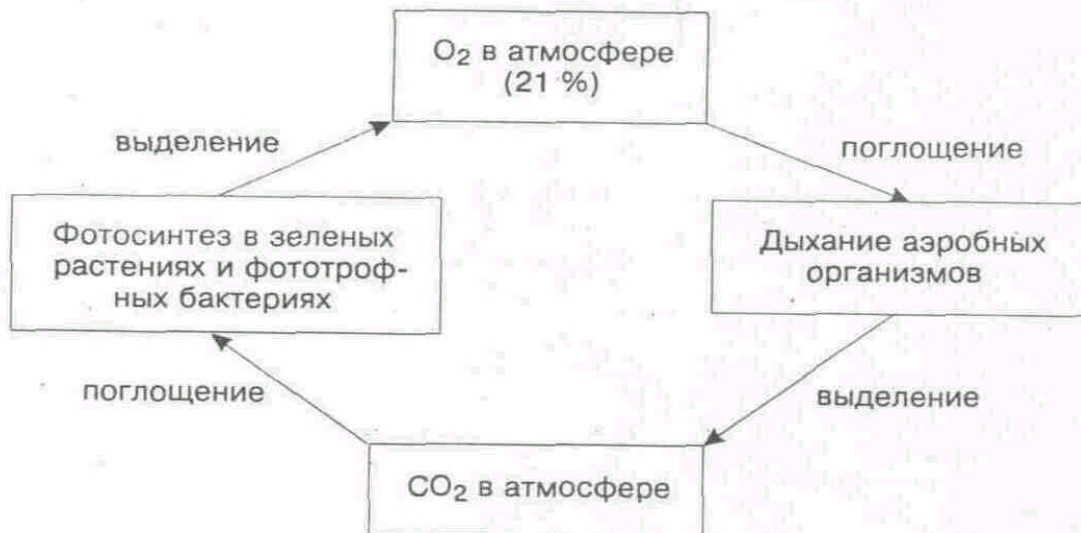 O₂ в атмосфере
(21 %)
выделение
поглощение
Фотосинтез в зеленых
растениях и фототроф-
ных бактериях
Дыхание аэробных
организмов
поглощение
выделение
CO₂ в атмосфере